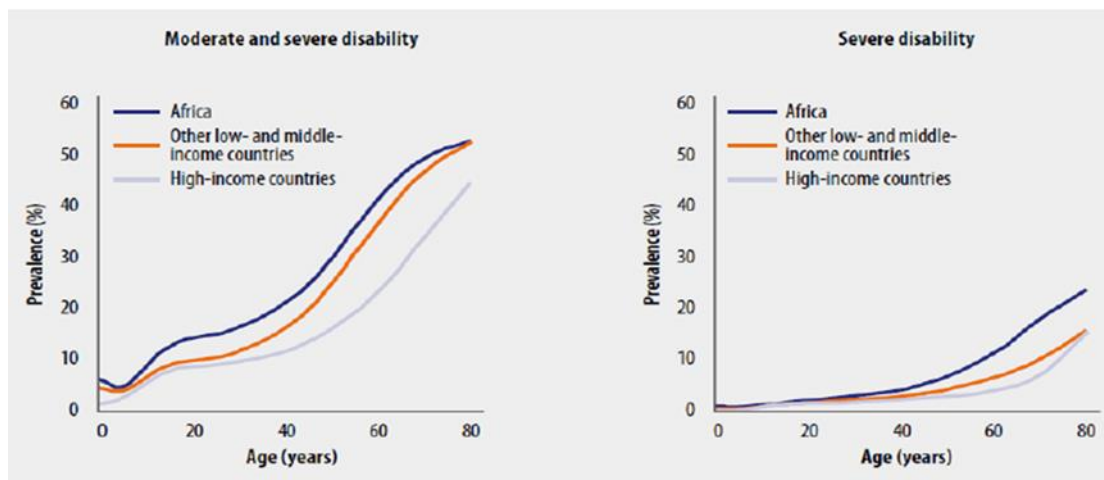 Moderate and severe disability
60
50
40
30
20
10
0
Prevalence (%)
Africa
Other low- and middle-
income countries
High-income countries
0 20 40 60 80
Age (years)
Severe disability
60
50
40
30
20
10
0
Prevalence (%)
Africa
Other low- and middle-
income countries
High-income countries
0 20 40 60 80
Age (years)